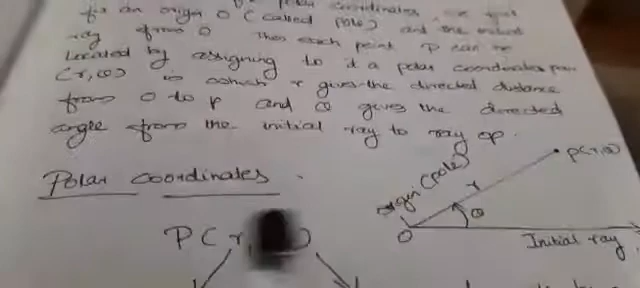 for an origin O (called pole) and the initial
ray from O Then each point P can be
located by assigning to it a polar coordinates pair
(r, θ) in which r gives the directed distance
from O to P and θ gives the directed
angle from the initial ray to ray op.
Polar Coordinates.
origin (pole)
r
θ
P(r, θ)
O
Initial ray
P(r,